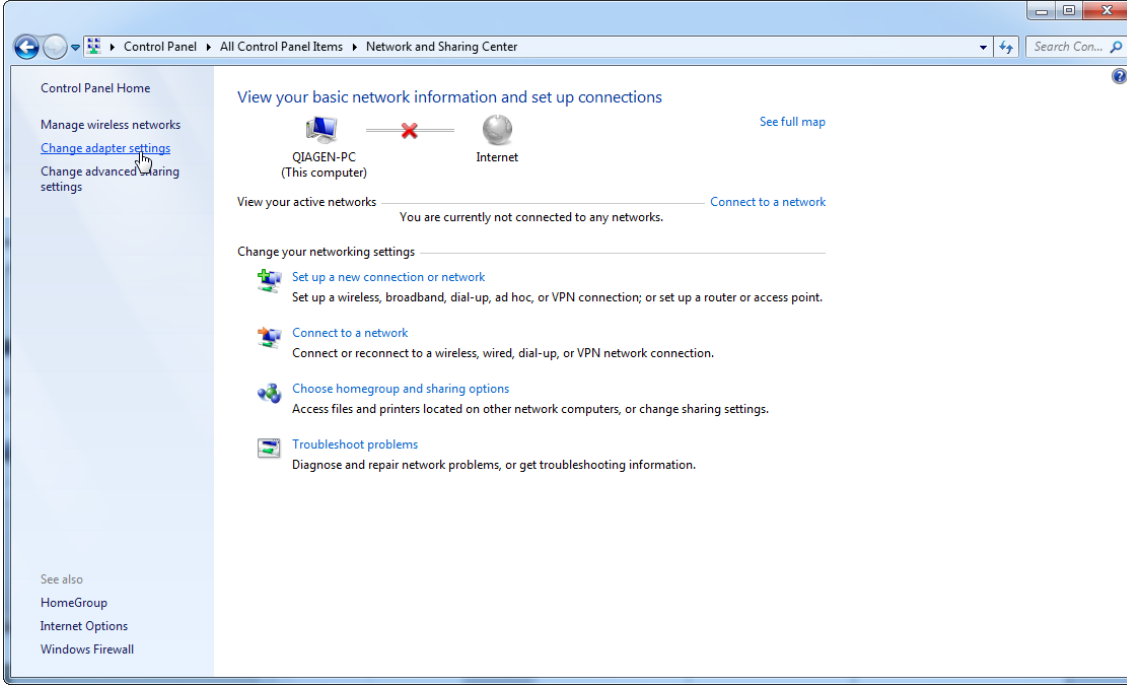 Control Panel ▸ All Control Panel Items ▸ Network and Sharing Center
Search Con...
Control Panel Home
Manage wireless networks
Change adapter settings
Change advanced sharing
settings
See also
HomeGroup
Internet Options
Windows Firewall
View your basic network information and set up connections
See full map
QIAGEN-PC
(This computer)
Internet
View your active networks
Connect to a network
You are currently not connected to any networks.
Change your networking settings
Set up a new connection or network
Set up a wireless, broadband, dial-up, ad hoc, or VPN connection; or set up a router or access point.
Connect to a network
Connect or reconnect to a wireless, wired, dial-up, or VPN network connection.
Choose homegroup and sharing options
Access files and printers located on other network computers, or change sharing settings.
Troubleshoot problems
Diagnose and repair network problems, or get troubleshooting information.